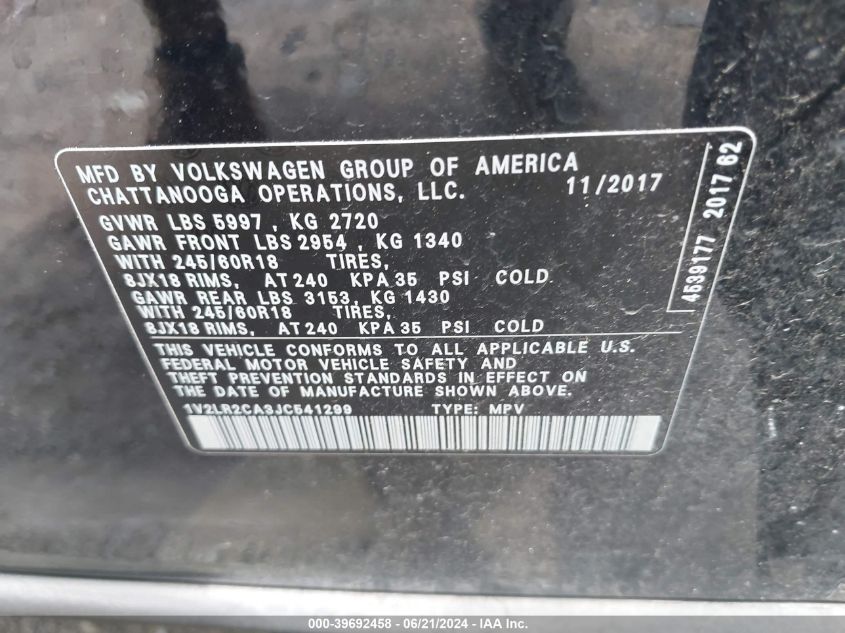 MFD BY VOLKSWAGEN GROUP OF AMERICA
CHATTANOOGA OPERATIONS, LLC. 11/2017
GVWR LBS 5997 , KG 2720
GAWR FRONT LBS 2954 , KG 1340
WITH 245/60R18 TIRES,
8JX18 RIMS, AT 240 KPA 35 PSI COLD
GAWR REAR LBS 3153, KG 1430
WITH 245/60R18 TIRES,
8JX18 RIMS, AT 240 KPA 35 PSI COLD
THIS VEHICLE CONFORMS TO ALL APPLICABLE U.S.
FEDERAL MOTOR VEHICLE SAFETY AND
THEFT PREVENTION STANDARDS IN EFFECT ON
THE DATE OF MANUFACTURE SHOWN ABOVE.
1V2LR2CA3JC541299 TYPE: MPV
4539177 2017 62
000-39692458 - 06/21/2024 - IAAI Inc.